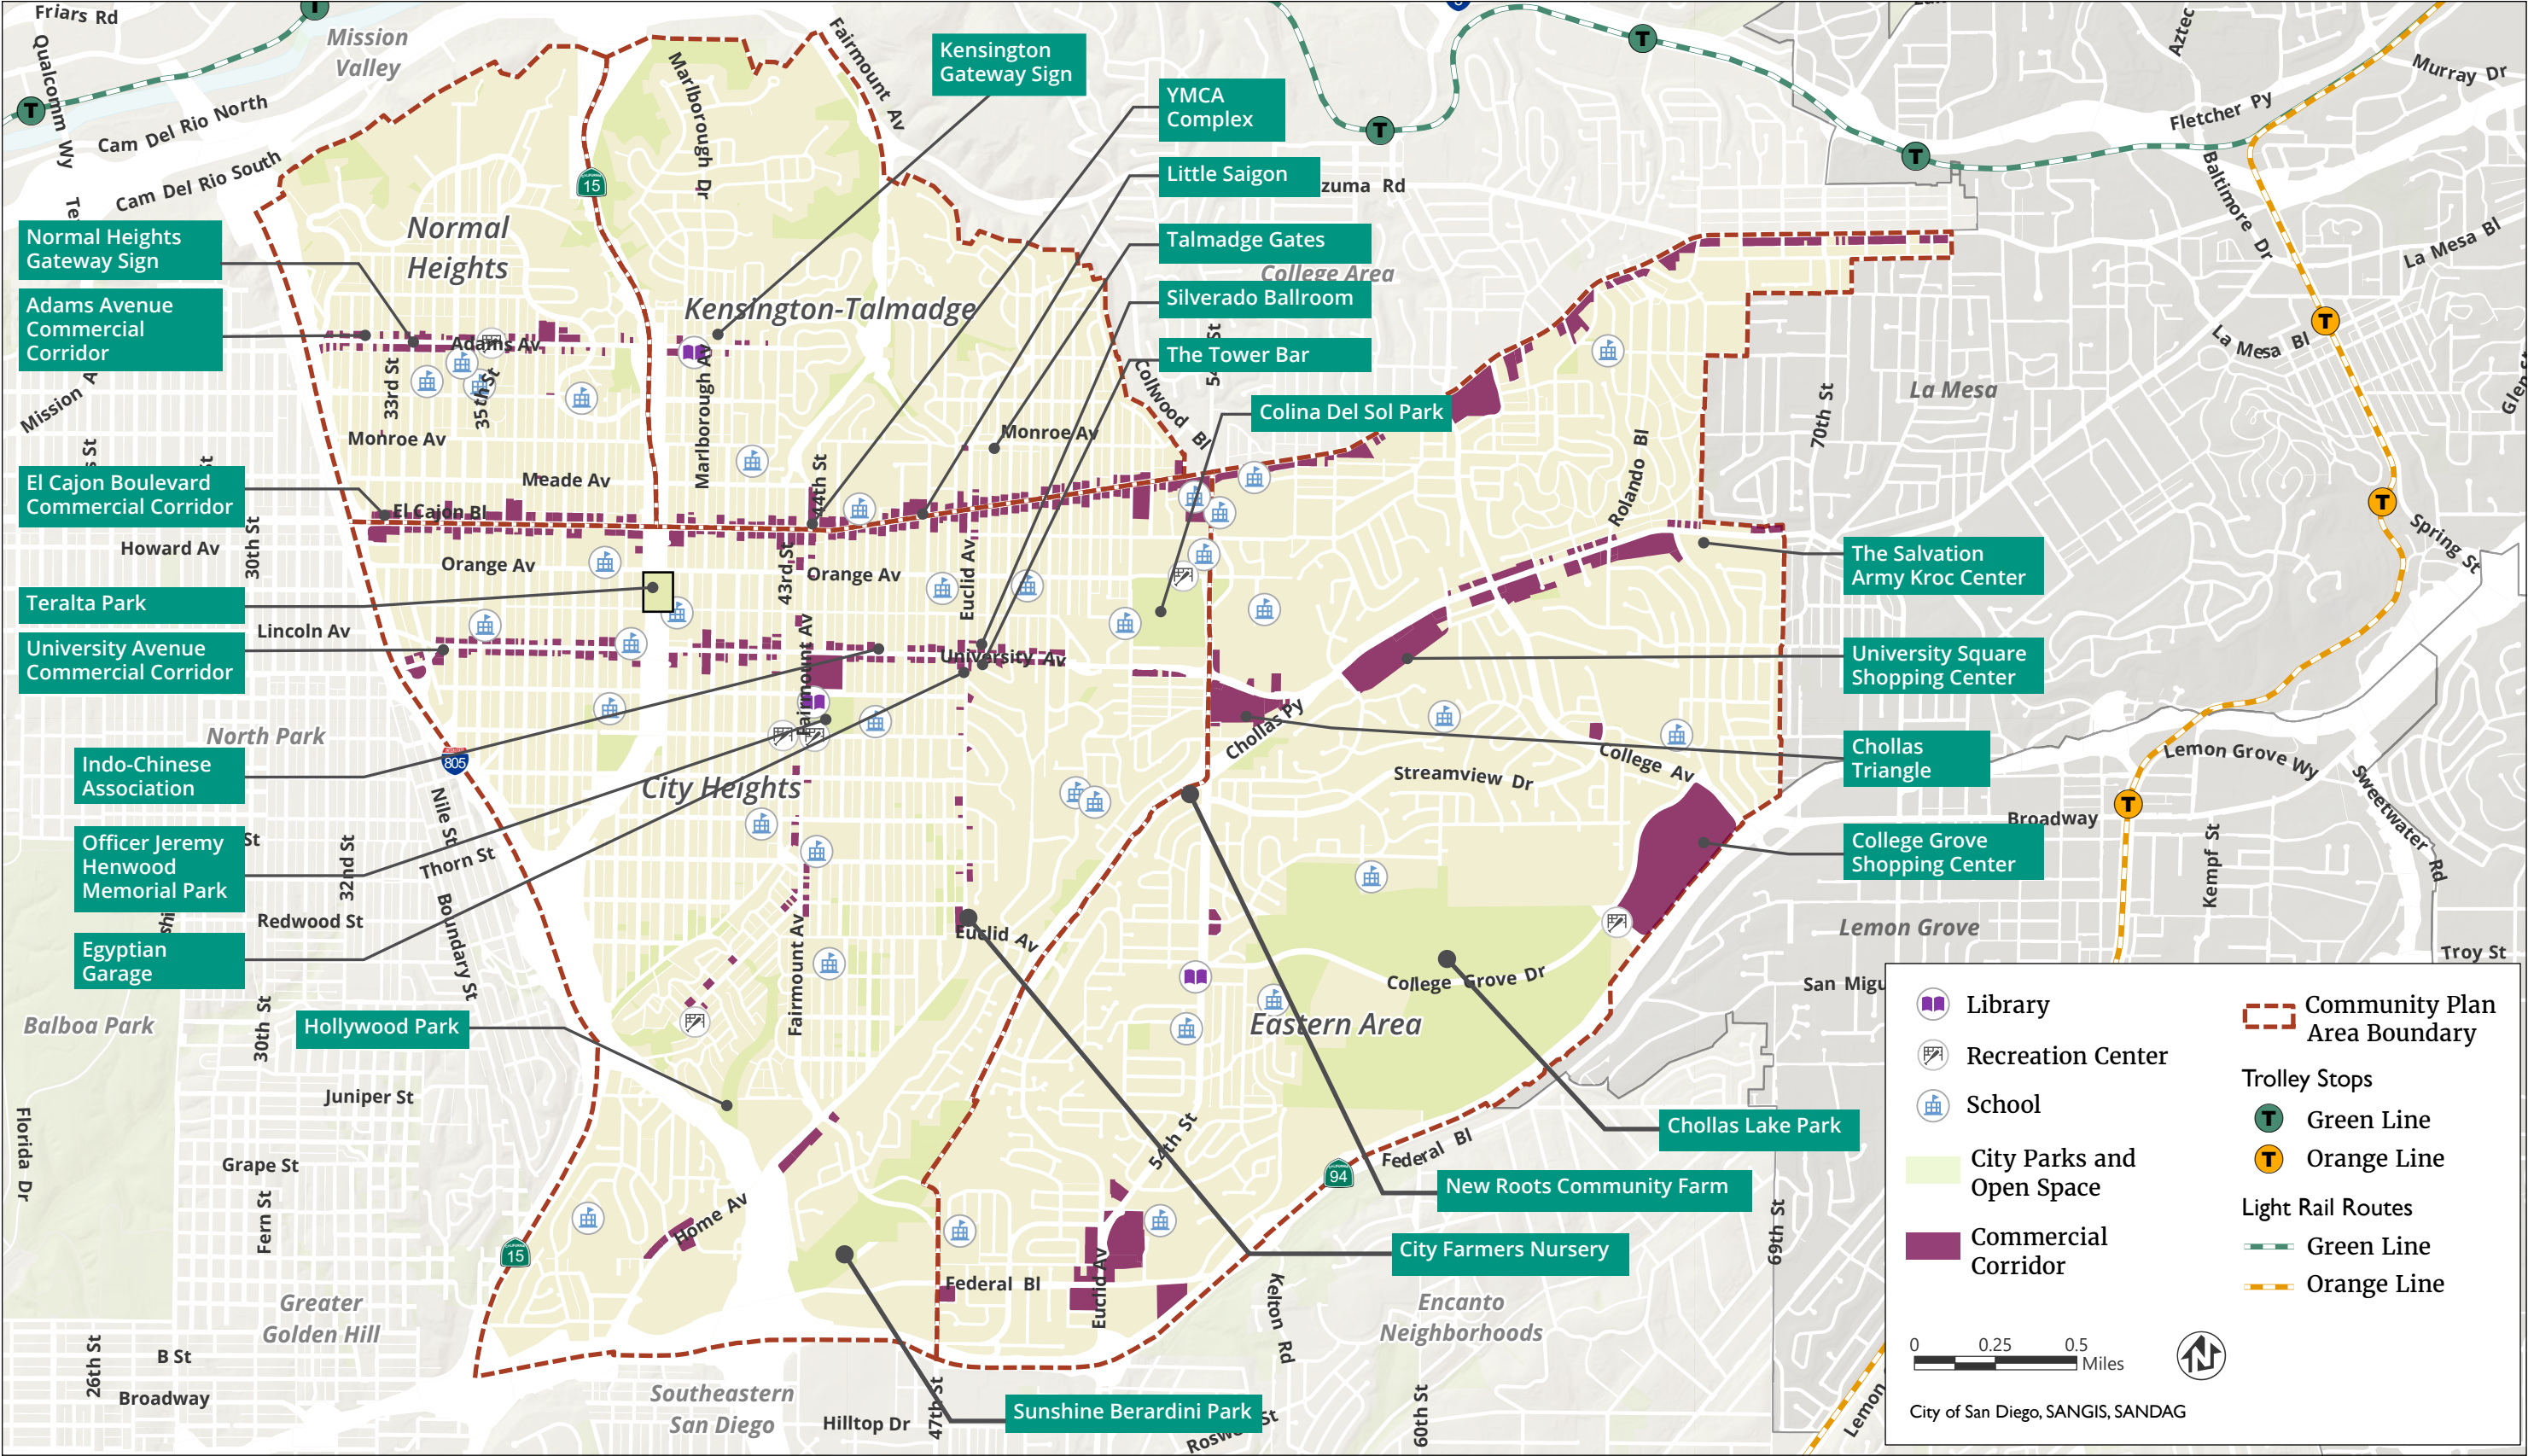 Friars Rd
Qualcomm Wy
Mission
Valley
Cam Del Rio North
Cam Del Rio South
Fairmount Av
Marlborough Dr
15
Kensington
Gateway Sign
YMCA
Complex
Little Saigon
Talmadge Gates
Silverado Ballroom
The Tower Bar
Colina Del Sol Park
College Area
zuma Rd
T
T
T
T
T
Aztec
Murray Dr
Fletcher Py
Baltimore Dr
La Mesa Bl
La Mesa Bl
La Mesa
70th St
T
T
Spring St
Normal Heights
Gateway Sign
Adams Avenue
Commercial
Corridor
Normal
Heights
Kensington-Talmadge
Adams Av
33rd St
35th St
Mission A
Monroe Av
Monroe Av
Meade Av
Marlborough Av
44th St
Collwood Bl
54 St
Rolando Bl
El Cajon Boulevard
Commercial Corridor
El Cajon Bl
Howard Av
30th St
Orange Av
Orange Av
43rd St
Euclid Av
Teralta Park
Lincoln Av
University Avenue
Commercial Corridor
University Av
Fairmount Av
The Salvation
Army Kroc Center
University Square
Shopping Center
Chollas
Triangle
College Grove
Shopping Center
Chollas Py
Streamview Dr
College Av
North Park
805
Indo-Chinese
Association
City Heights
Officer Jeremy
Henwood
Memorial Park
Egyptian
Garage
Nile St
Thorn St
32nd St
St
Redwood St
Boundary St
Fairmount Av
Euclid Av
Lemon Grove Wy
Sweetwater Rd
Broadway
T
Kempf St
Lemon Grove
Troy St
San Migu
College Grove Dr
Eastern Area
Balboa Park
30th St
Hollywood Park
Juniper St
Florida Dr
Grape St
Fern St
54th St
Federal Bl
94
Chollas Lake Park
New Roots Community Farm
City Farmers Nursery
69th St
Home Av
15
Federal Bl
Euclid Av
Kelton Rd
Encanto
Neighborhoods
Greater
Golden Hill
26th St
B St
Broadway
Southeastern
San Diego
Hilltop Dr
47th St
Sunshine Berardini Park
St
60th St
Lemon
Library
Recreation Center
School
City Parks and
Open Space
Commercial
Corridor
Community Plan
Area Boundary
Trolley Stops
T Green Line
T Orange Line
Light Rail Routes
Green Line
Orange Line
0 0.25 0.5
Miles
N
City of San Diego, SANGIS, SANDAG